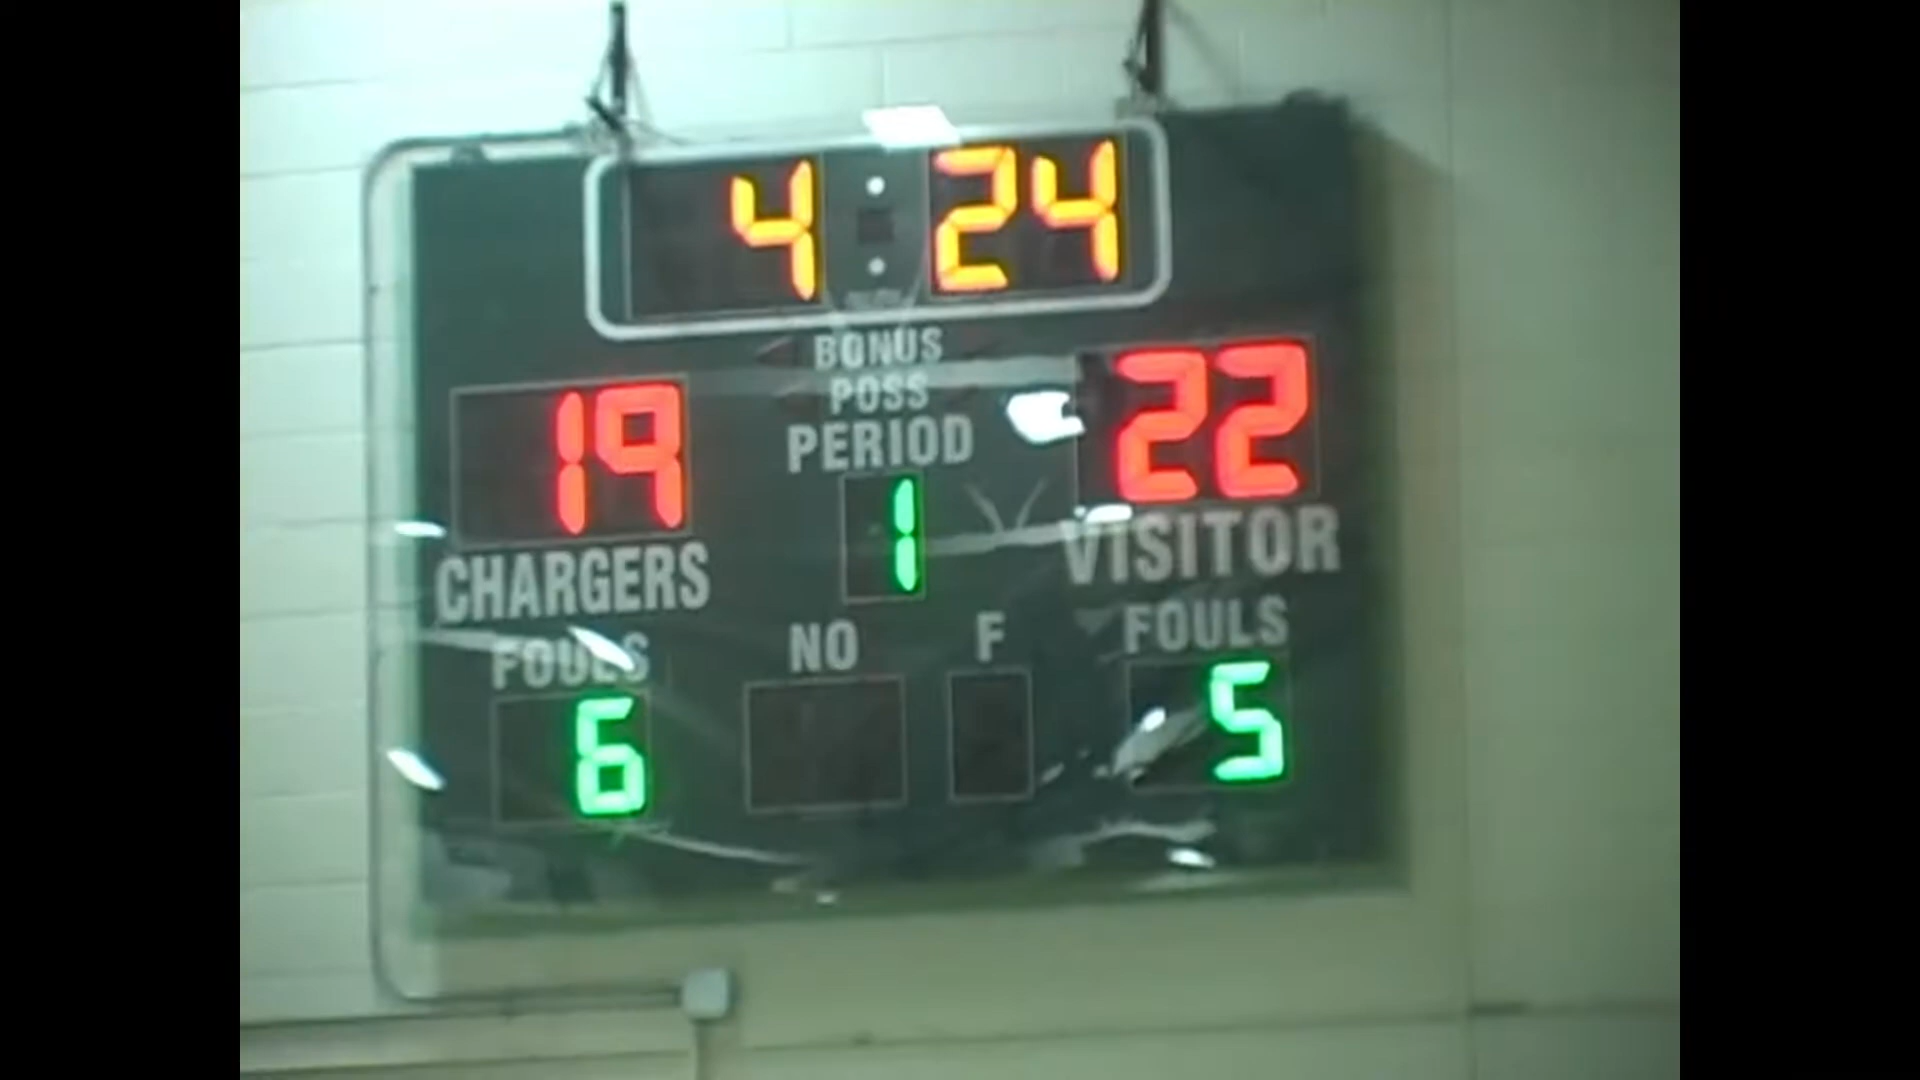 4:24
BONUS
POSS
PERIOD
19 1 22
CHARGERS VISITOR
FOULS NO F FOULS
6 5